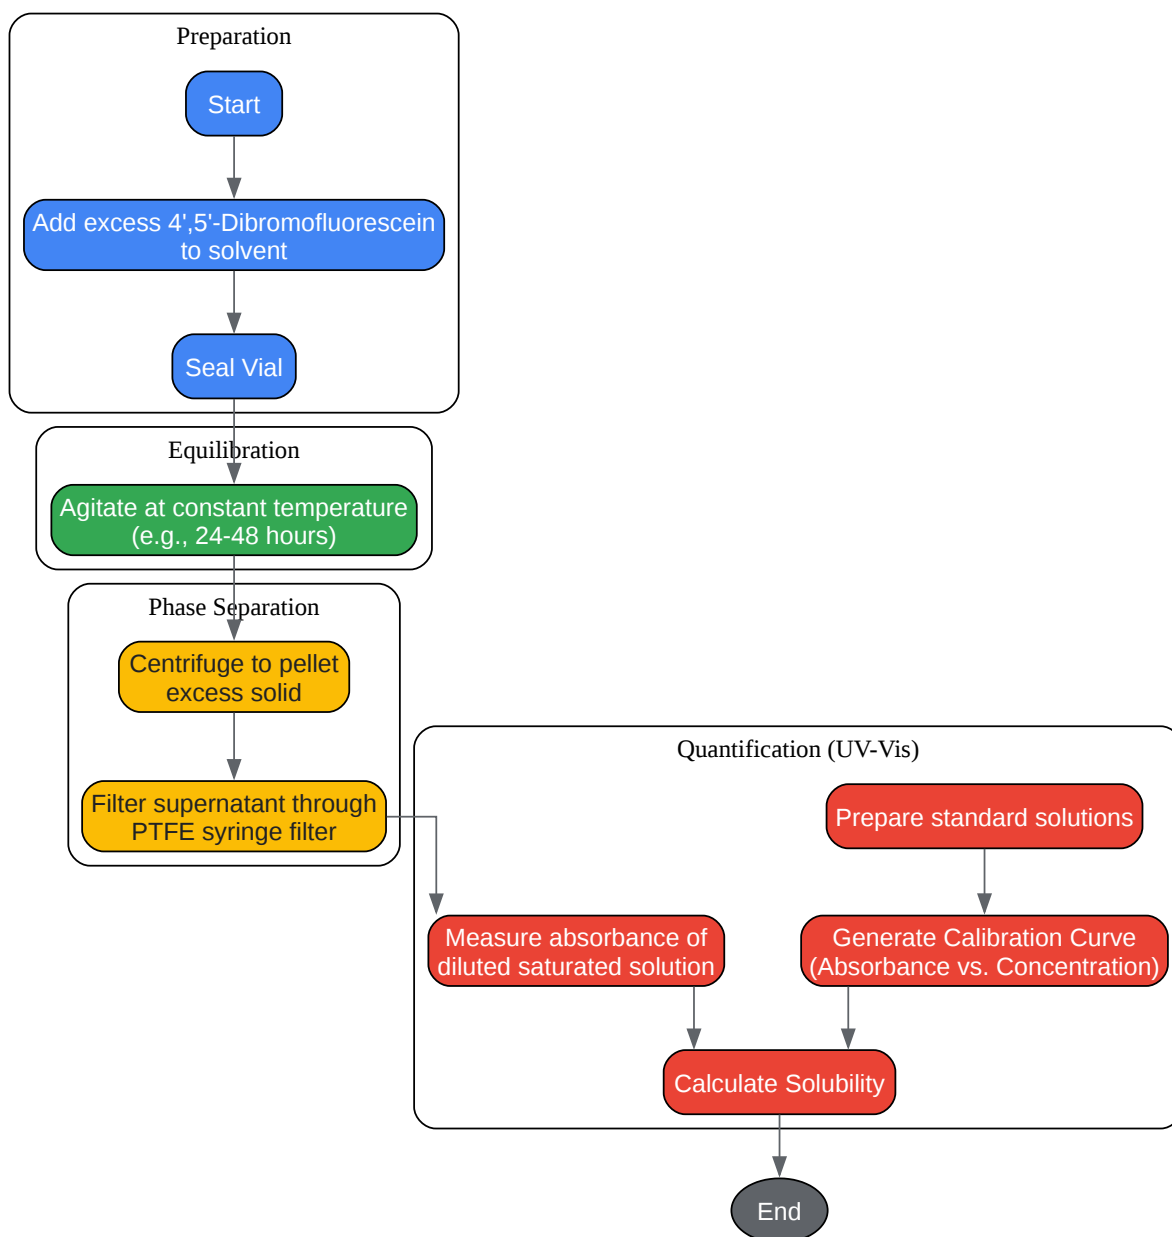 Preparation
Start
Add excess 4',5'-Dibromofluorescein
to solvent
Seal Vial
Equilibration
Agitate at constant temperature
(e.g., 24-48 hours)
Phase Separation
Centrifuge to pellet
excess solid
Filter supernatant through
PTFE syringe filter
Quantification (UV-Vis)
Prepare standard solutions
Measure absorbance of
diluted saturated solution
Generate Calibration Curve
(Absorbance vs. Concentration)
Calculate Solubility
End